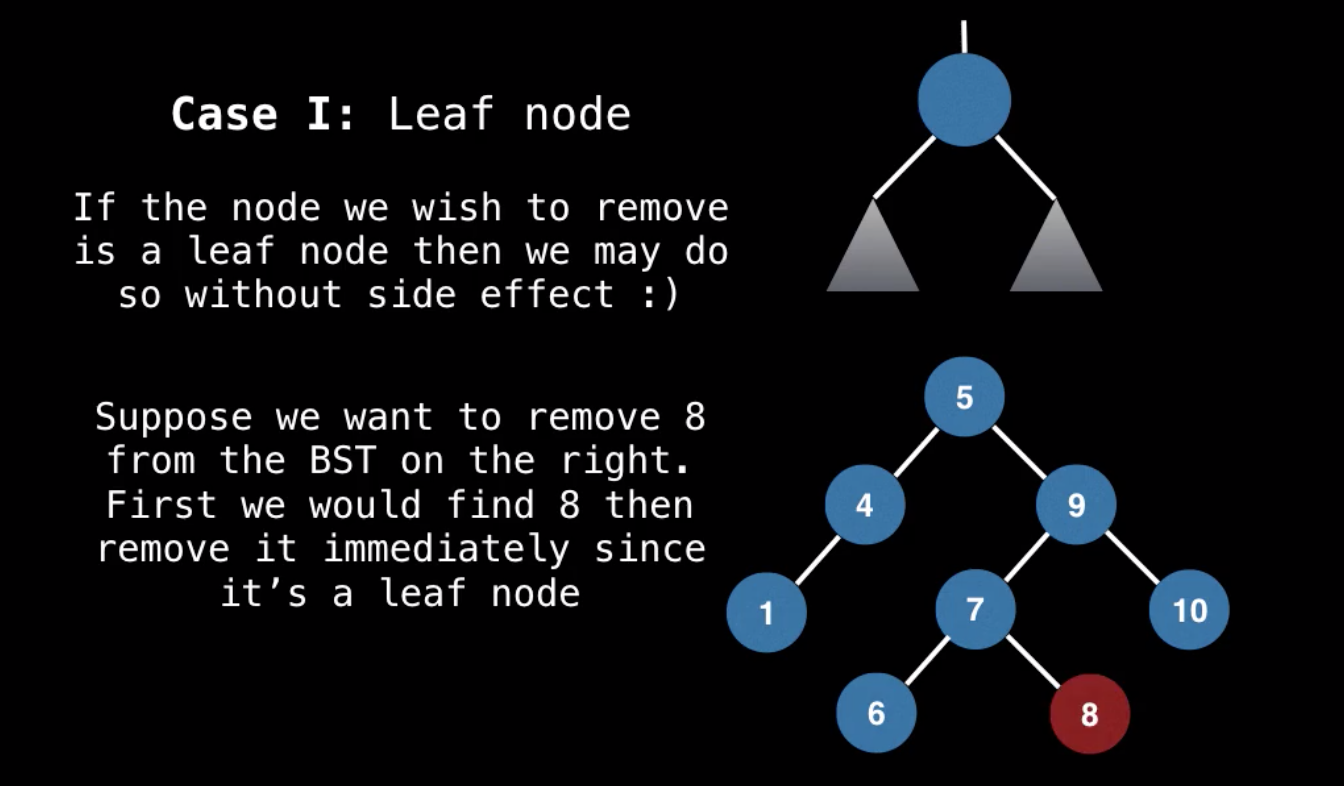 Case I: Leaf node
If the node we wish to remove
is a leaf node then we may do
so without side effect :)
Suppose we want to remove 8
from the BST on the right.
First we would find 8 then
remove it immediately since
it’s a leaf node
5
4
9
1
7
10
6
8